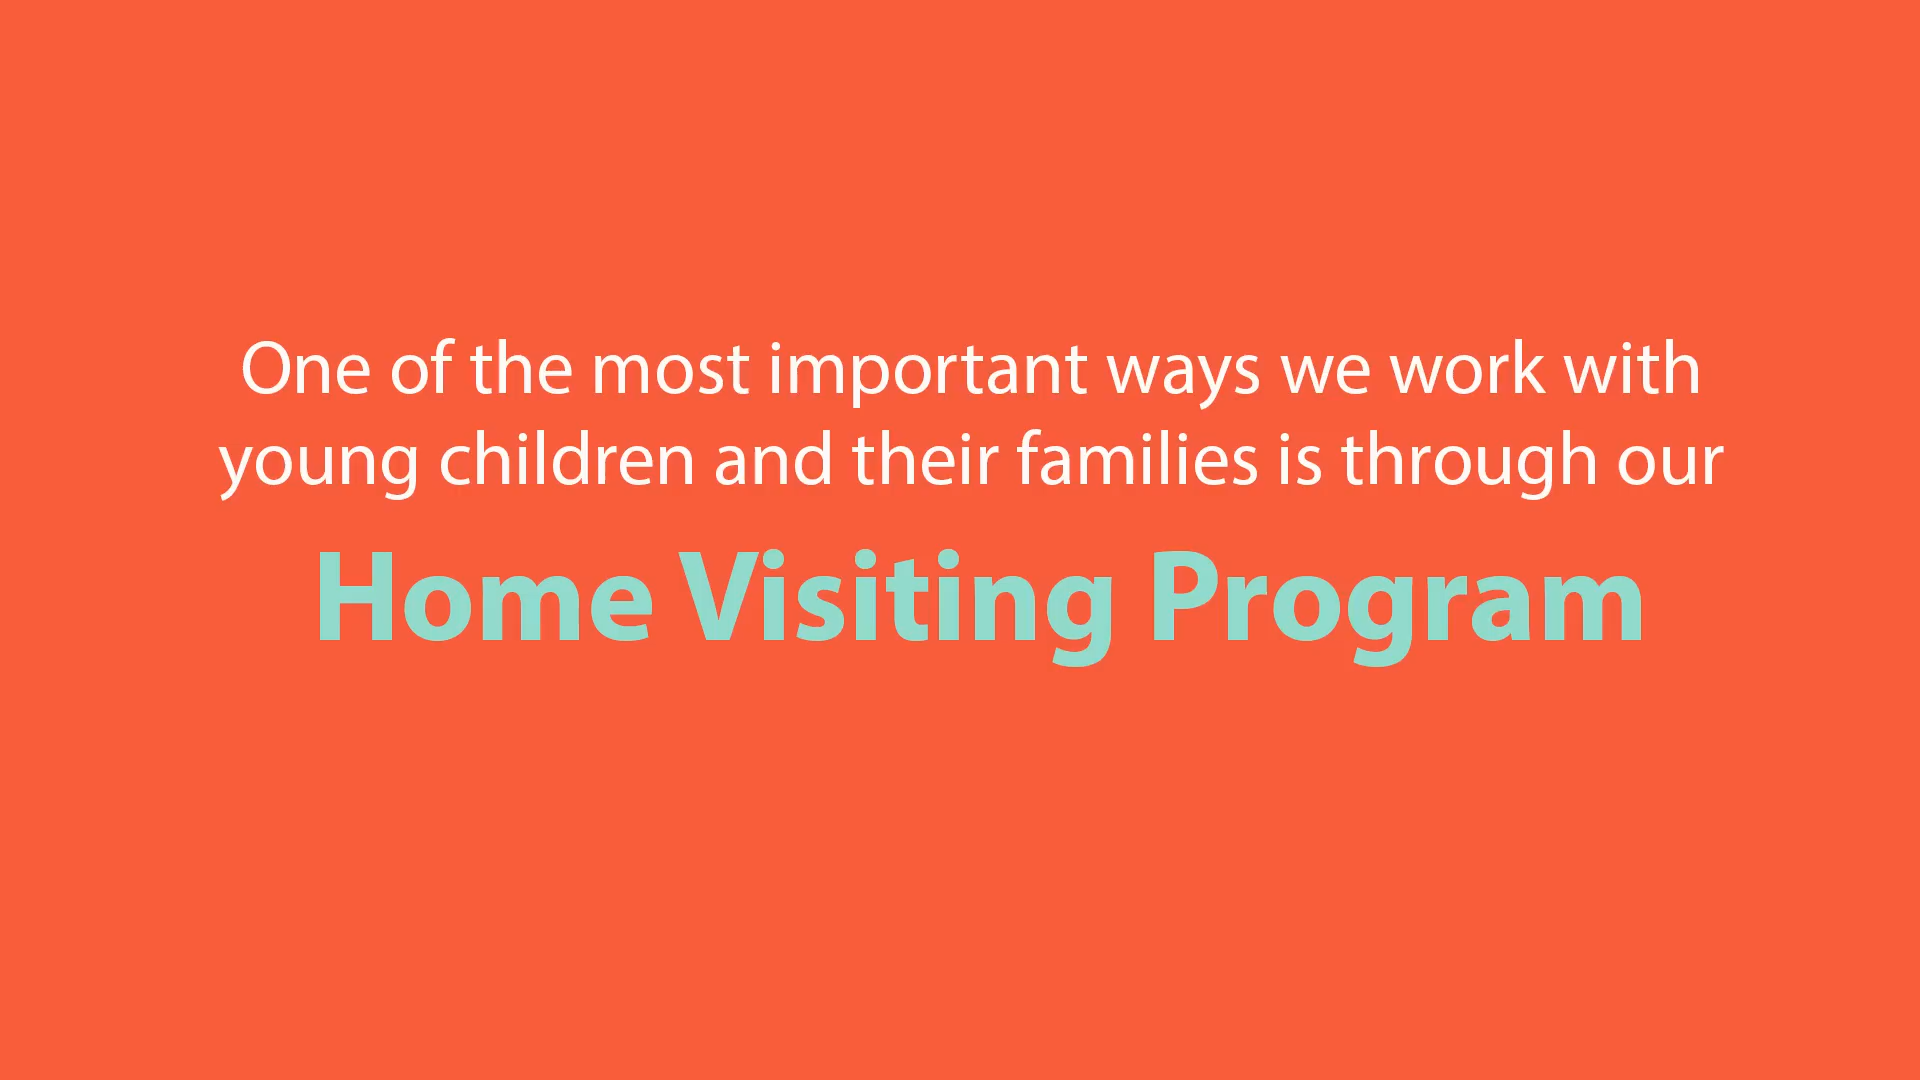 One of the most important ways we work with
young children and their families is through our
Home Visiting Program